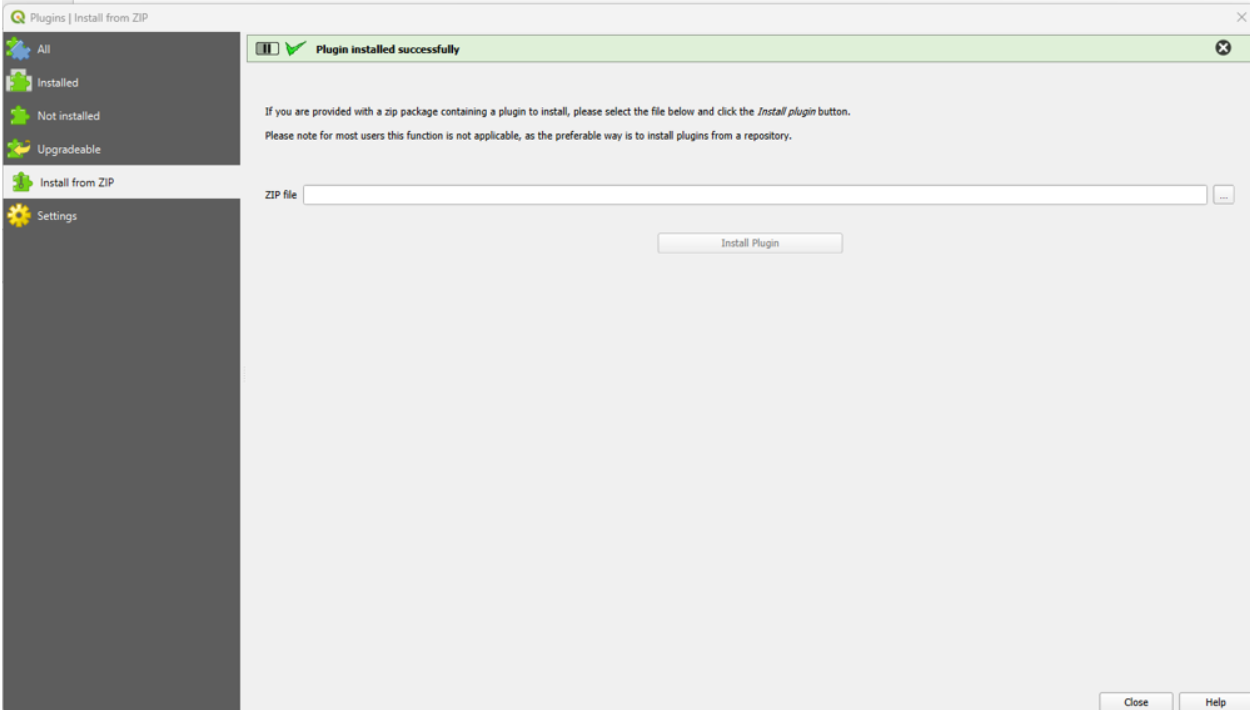 Plugins | Install from ZIP
All
Installed
Not installed
Upgradeable
Install from ZIP
Settings
Plugin installed successfully
If you are provided with a zip package containing a plugin to install, please select the file below and click the Install plugin button.
Please note for most users this function is not applicable, as the preferable way is to install plugins from a repository.
ZIP file
...
Install Plugin
Close
Help